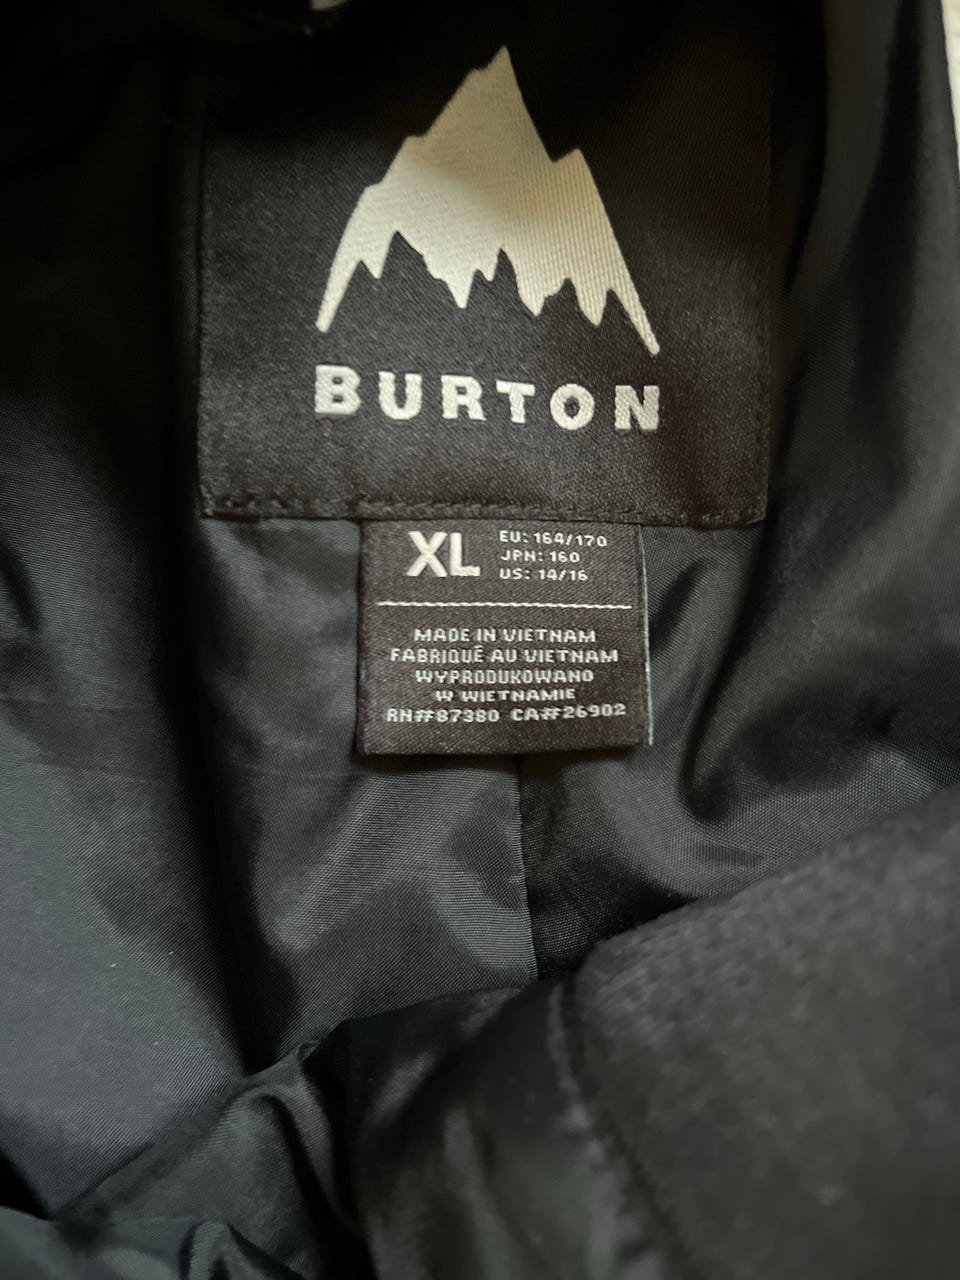 BURTON
XL
EU: 164/170
JPN: 160
US: 14/16
MADE IN VIETNAM
FABRIQUÉ AU VIETNAM
WYPRODUKOWANO
W WIETNAMIE
RN#87380 CA#26902